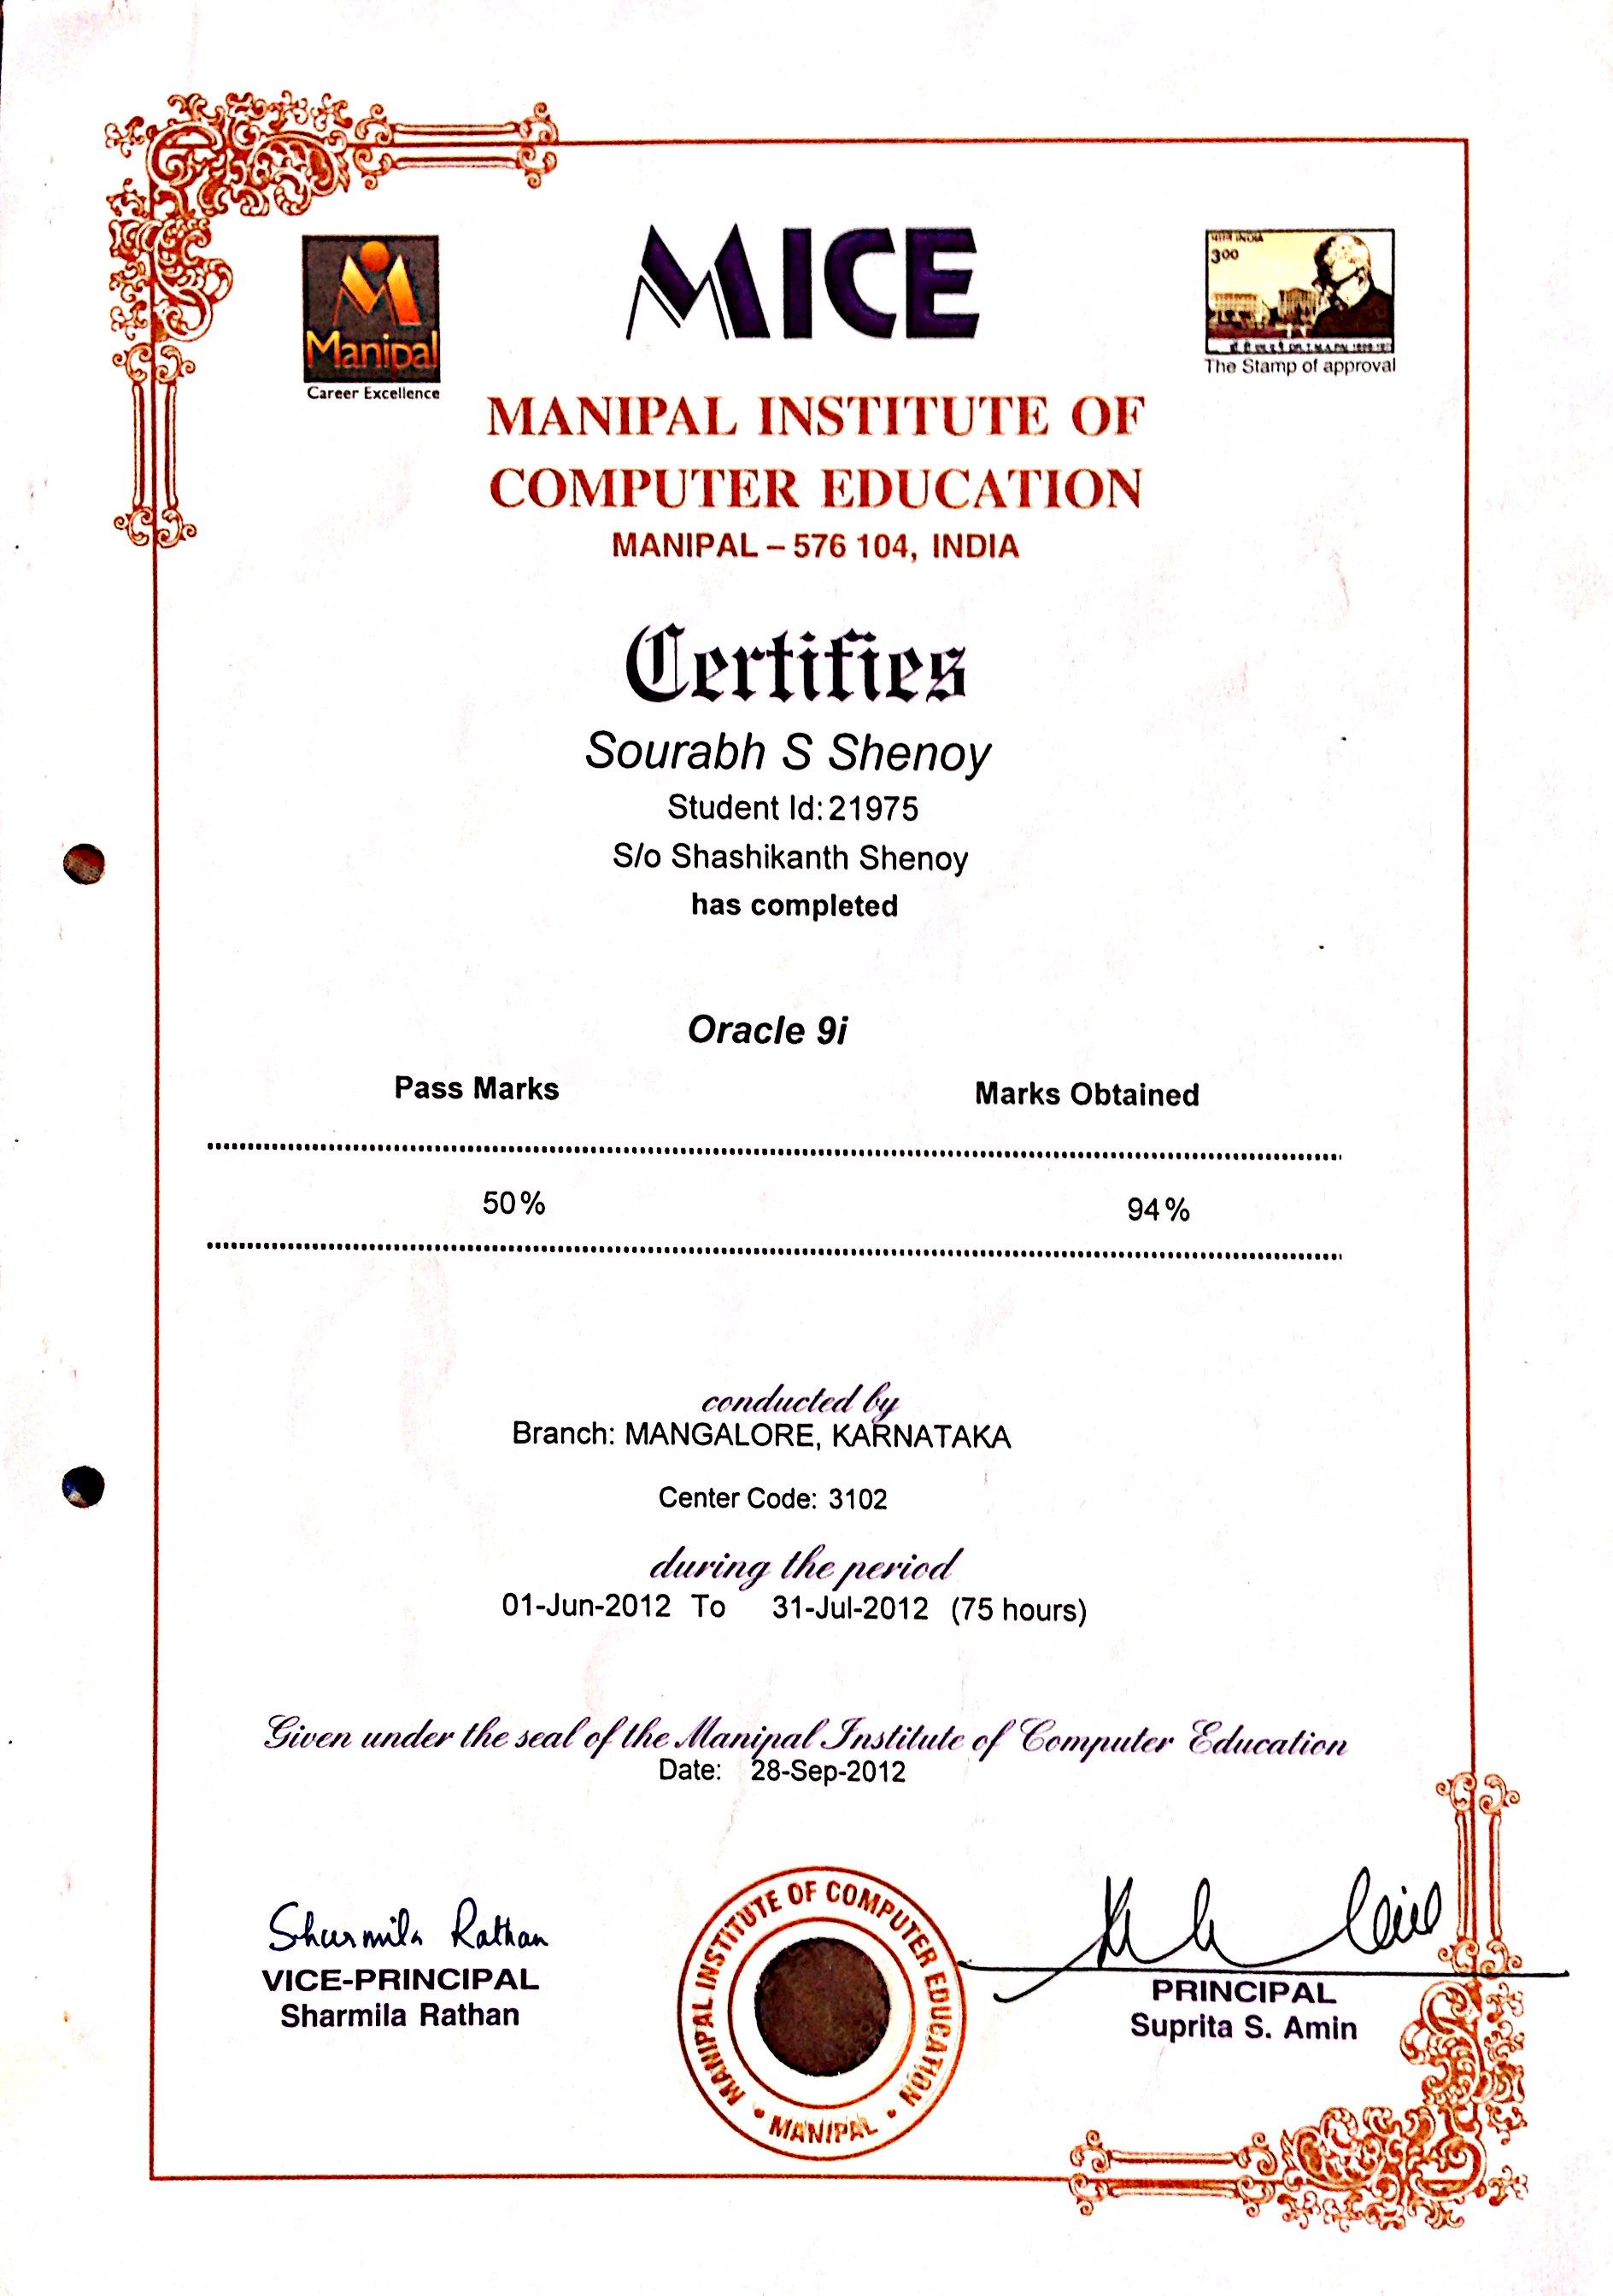 MICE
Manipal
Career Excellence
INDIA
300
The Stamp of approval
MANIPAL INSTITUTE OF
COMPUTER EDUCATION
MANIPAL – 576 104, INDIA
Certifies
Sourabh S Shenoy
Student Id: 21975
S/o Shashikanth Shenoy
has completed
Oracle 9i
Pass Marks Marks Obtained
50% 94%
conducted by
Branch: MANGALORE, KARNATAKA
Center Code: 3102
during the period
01-Jun-2012 To 31-Jul-2012 (75 hours)
Given under the seal of the Manipal Institute of Computer Education
Date: 28-Sep-2012
Sharmila Rathan
VICE-PRINCIPAL
Sharmila Rathan
MANIPAL INSTITUTE OF COMPUTER EDUCATION
• MANIPAL •
PRINCIPAL
Suprita S. Amin